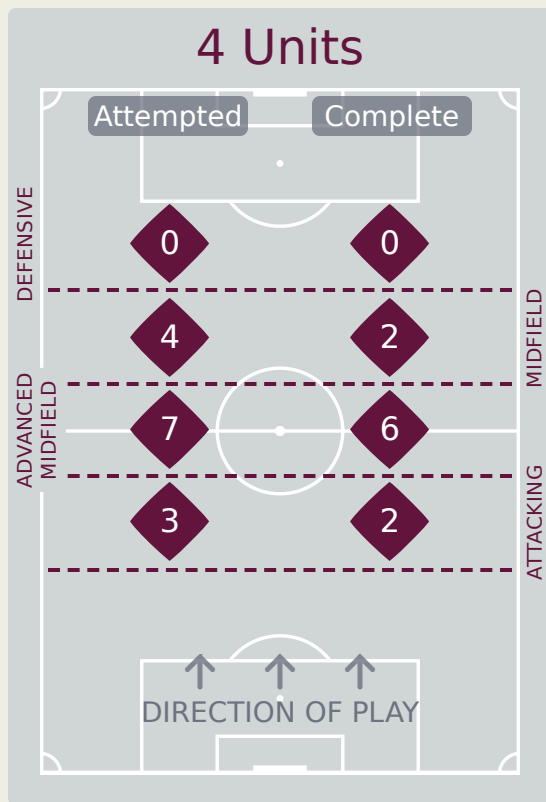 4 Units
Attempted
Complete
DEFENSIVE
0
0
MIDFIELD
4
2
ADVANCED
MIDFIELD
7
6
ATTACKING
3
2
DIRECTION OF PLAY